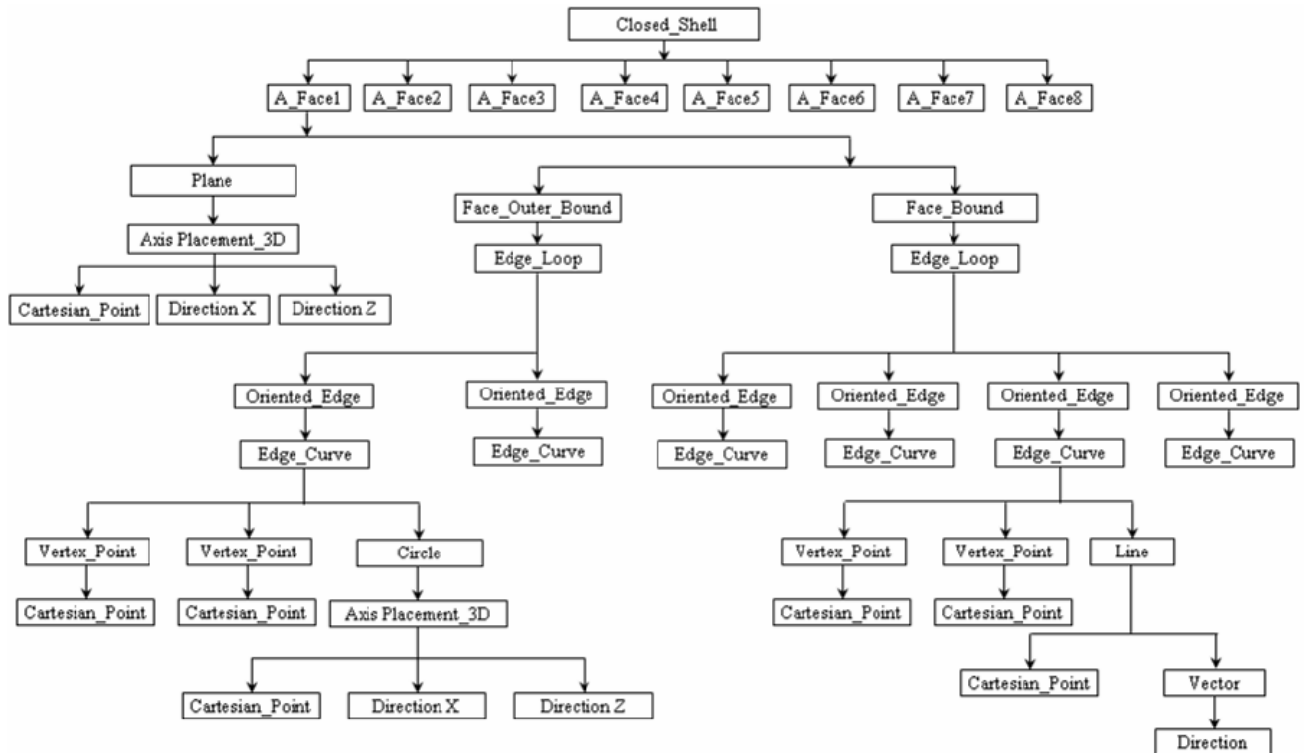 Closed_Shell
A_Face1 A_Face2 A_Face3 A_Face4 A_Face5 A_Face6 A_Face7 A_Face8
Plane
Face_Outer_Bound Face_Bound
Axis Placement_3D
Edge_Loop Edge_Loop
Cartesian_Point Direction X Direction Z
Oriented_Edge Oriented_Edge Oriented_Edge Oriented_Edge Oriented_Edge Oriented_Edge
Edge_Curve Edge_Curve Edge_Curve Edge_Curve Edge_Curve Edge_Curve
Vertex_Point Vertex_Point Circle Vertex_Point Vertex_Point Line
Cartesian_Point Cartesian_Point Axis Placement_3D Cartesian_Point Cartesian_Point
Cartesian_Point Vector
Cartesian_Point Direction X Direction Z
Direction